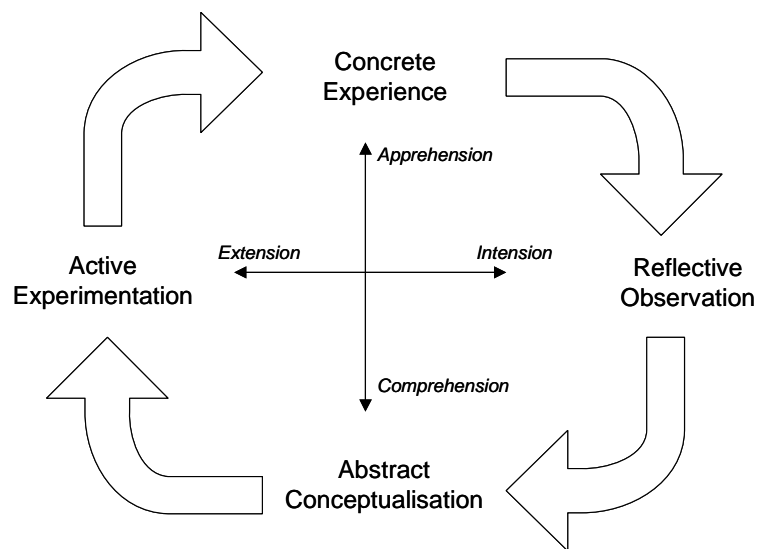 Concrete
Experience
Apprehension
Extension
Intension
Active
Experimentation
Reflective
Observation
Comprehension
Abstract
Conceptualisation